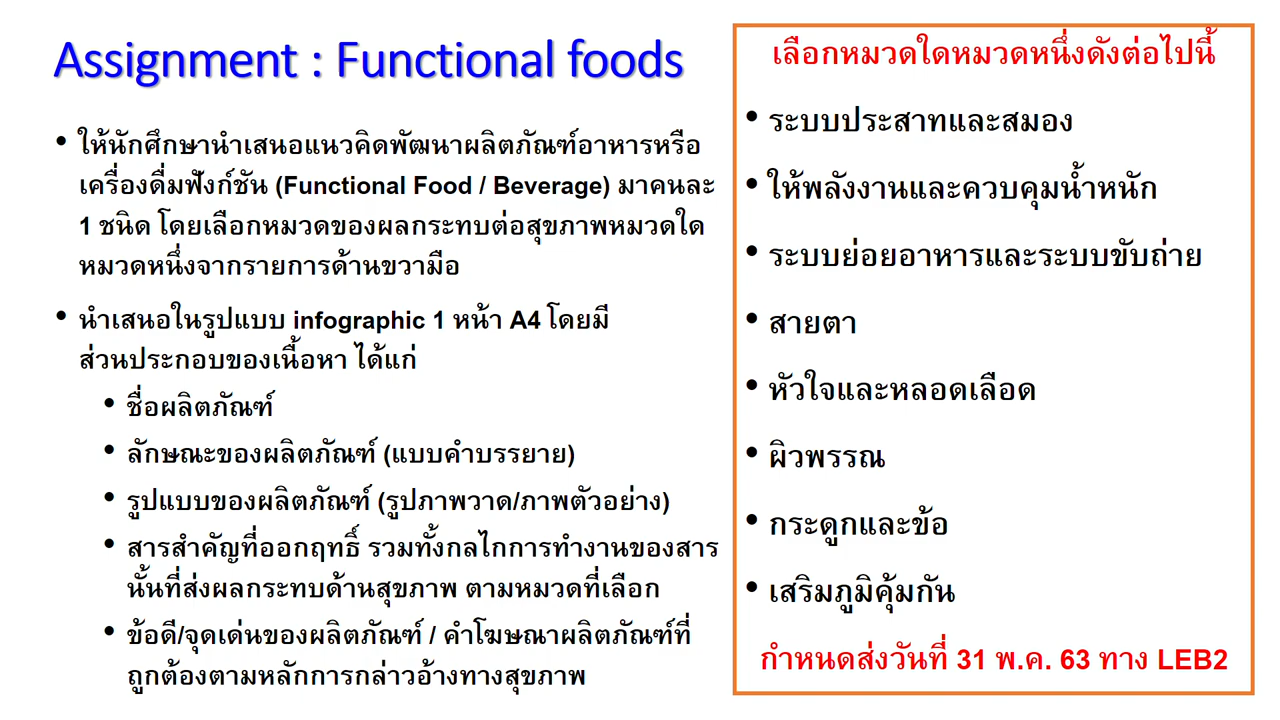 Assignment : Functional foods
• ให้นักศึกษานำเสนอแนวคิดพัฒนาผลิตภัณฑ์อาหารหรือ
เครื่องดื่มฟังก์ชัน (Functional Food / Beverage) มาคนละ
1 ชนิด โดยเลือกหมวดของผลกระทบต่อสุขภาพหมวดใด
หมวดหนึ่งจากรายการด้านขวามือ
• นำเสนอในรูปแบบ infographic 1 หน้า A4 โดยมี
ส่วนประกอบของเนื้อหา ได้แก่
• ชื่อผลิตภัณฑ์
• ลักษณะของผลิตภัณฑ์ (แบบคำบรรยาย)
• รูปแบบของผลิตภัณฑ์ (รูปภาพวาด/ภาพตัวอย่าง)
• สารสำคัญที่ออกฤทธิ์ รวมทั้งกลไกการทำงานของสาร
นั้นที่ส่งผลกระทบด้านสุขภาพ ตามหมวดที่เลือก
• ข้อดี/จุดเด่นของผลิตภัณฑ์ / คำโฆษณาผลิตภัณฑ์ที่
ถูกต้องตามหลักการกล่าวอ้างทางสุขภาพ
เลือกหมวดใดหมวดหนึ่งดังต่อไปนี้
• ระบบประสาทและสมอง
• ให้พลังงานและควบคุมน้ำหนัก
• ระบบย่อยอาหารและระบบขับถ่าย
• สายตา
• หัวใจและหลอดเลือด
• ผิวพรรณ
• กระดูกและข้อ
• เสริมภูมิคุ้มกัน
กำหนดส่งวันที่ 31 พ.ค. 63 ทาง LEB2